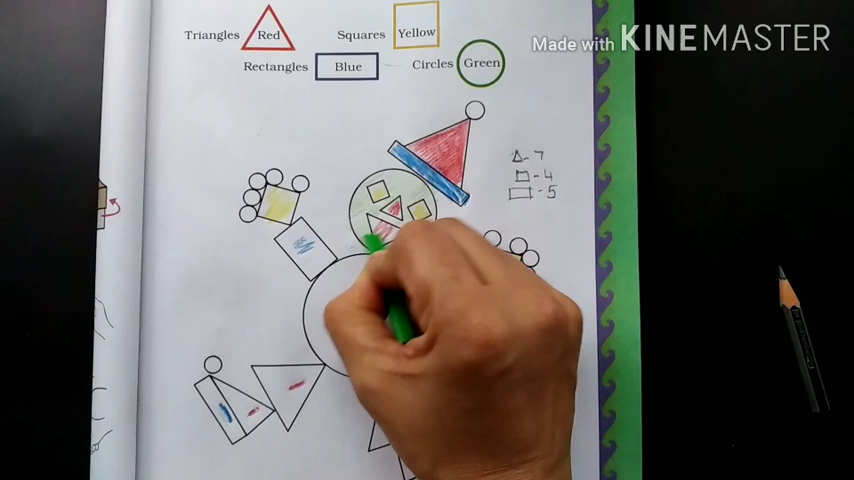 Made with KINEMASTER
Triangles Red Squares Yellow
Rectangles Blue Circles Green
- 7
- 4
- 5